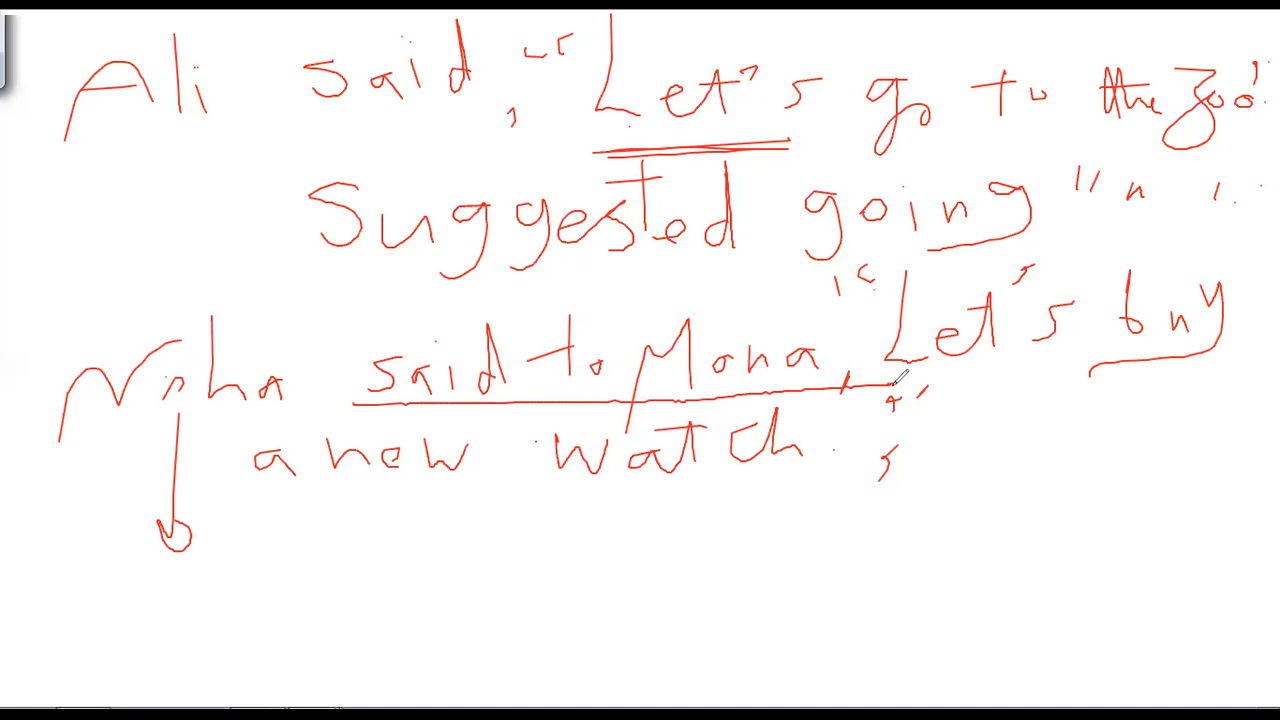 Ali said, "Let's go to the zoo".
Suggested going " " " .
Noha said to Mona, "Let's buy
a new watch.